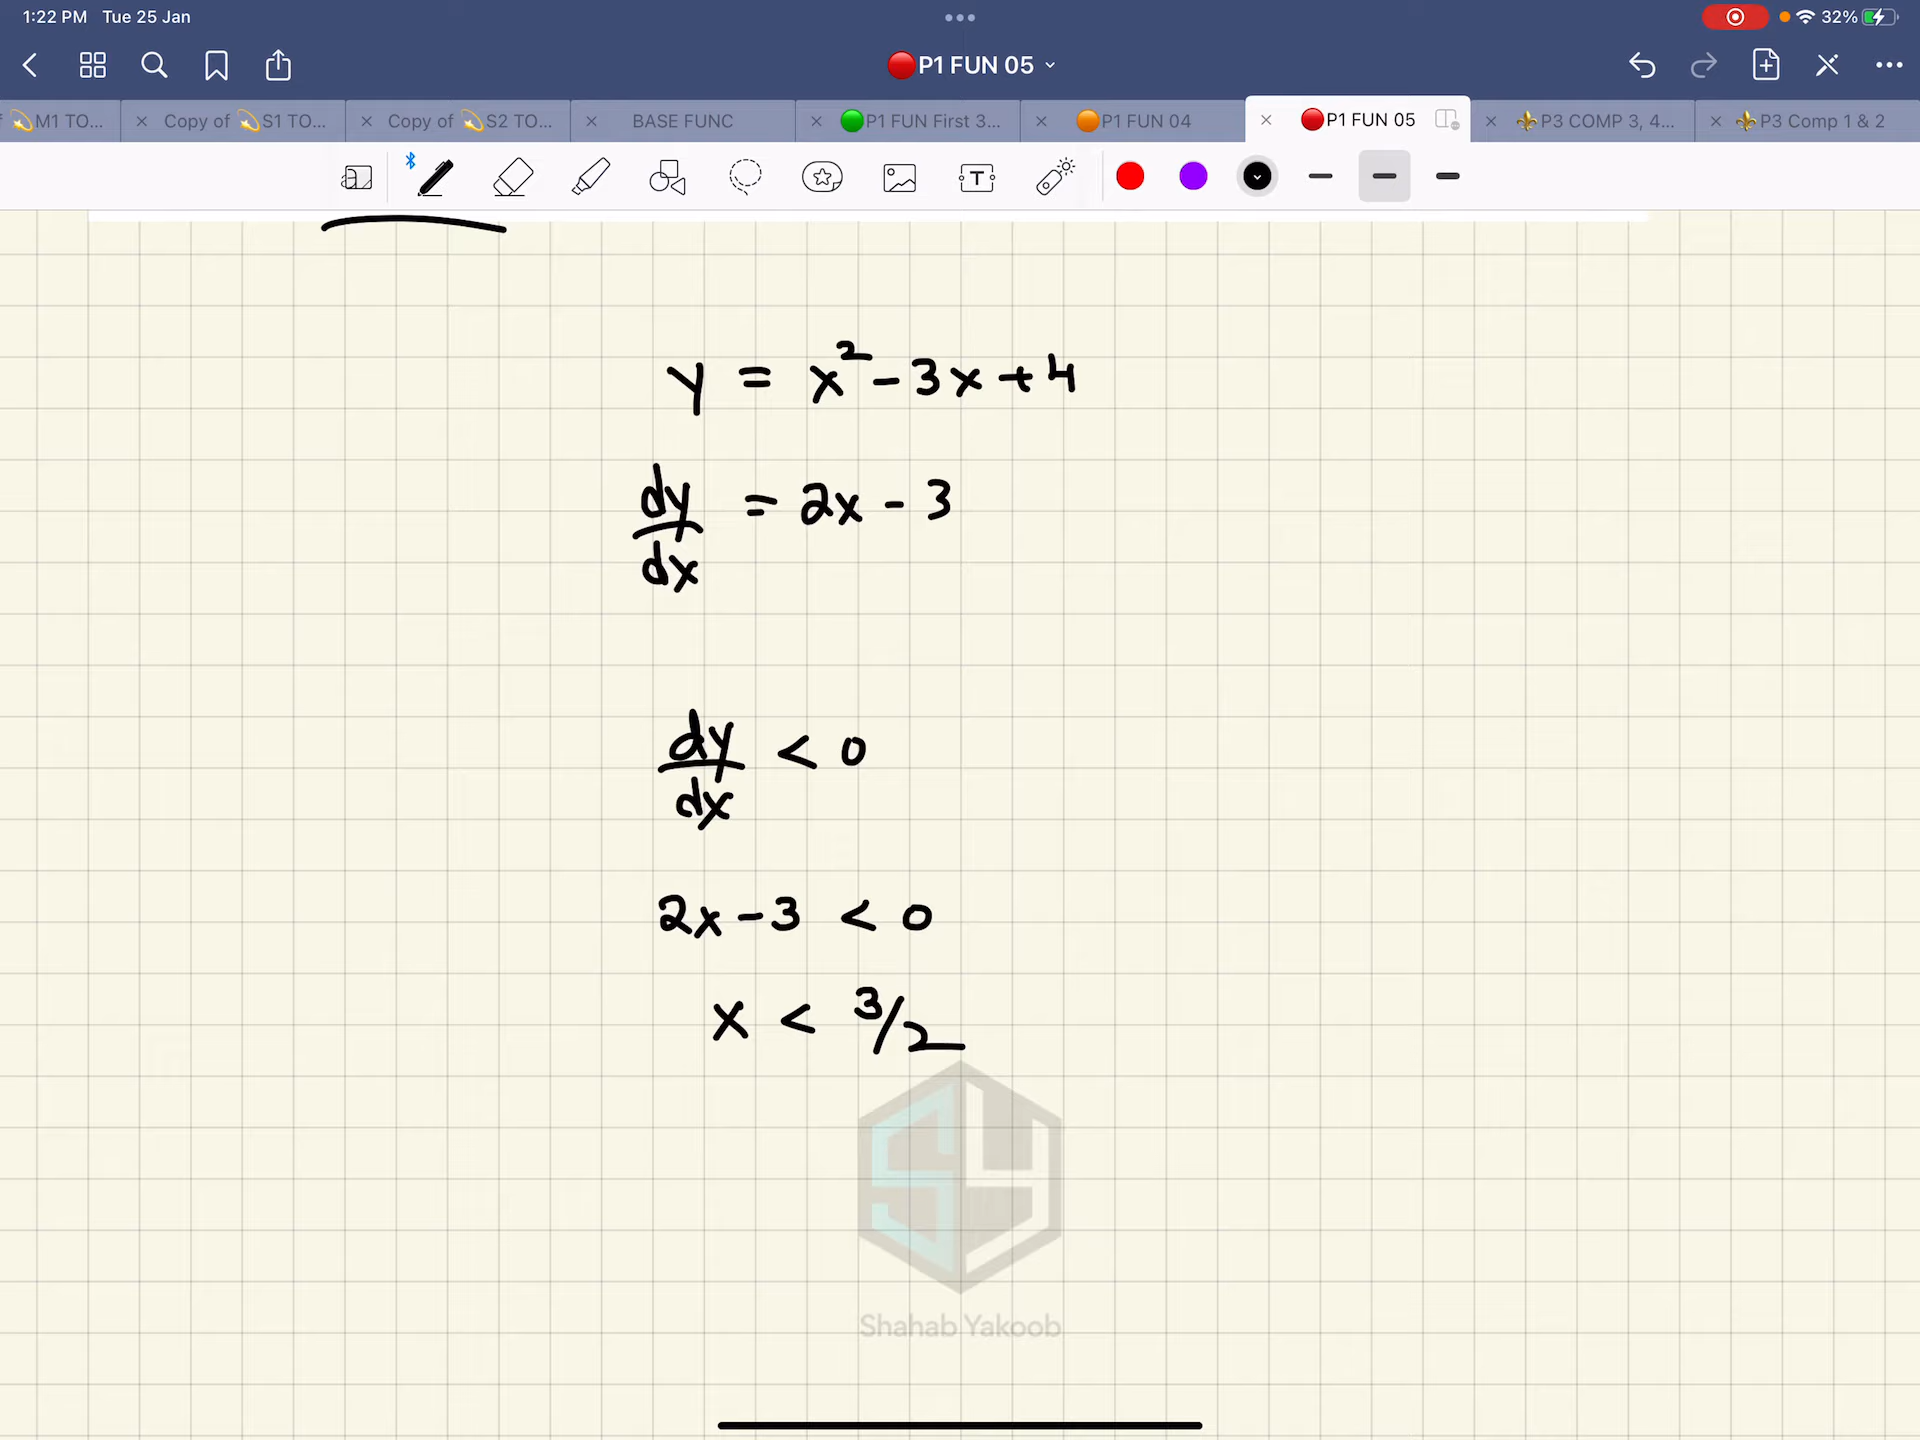 1:22 PM Tue 25 Jan
32%
P1 FUN 05
M1 TO...
Copy of S1 TO...
Copy of S2 TO...
BASE FUNC
P1 FUN First 3...
P1 FUN 04
P1 FUN 05
P3 COMP 3, 4...
P3 Comp 1 & 2
y = x² - 3x + 4
dy/dx = 2x - 3
dy/dx < 0
2x - 3 < 0
x < 3/2
Shahab Yakoob